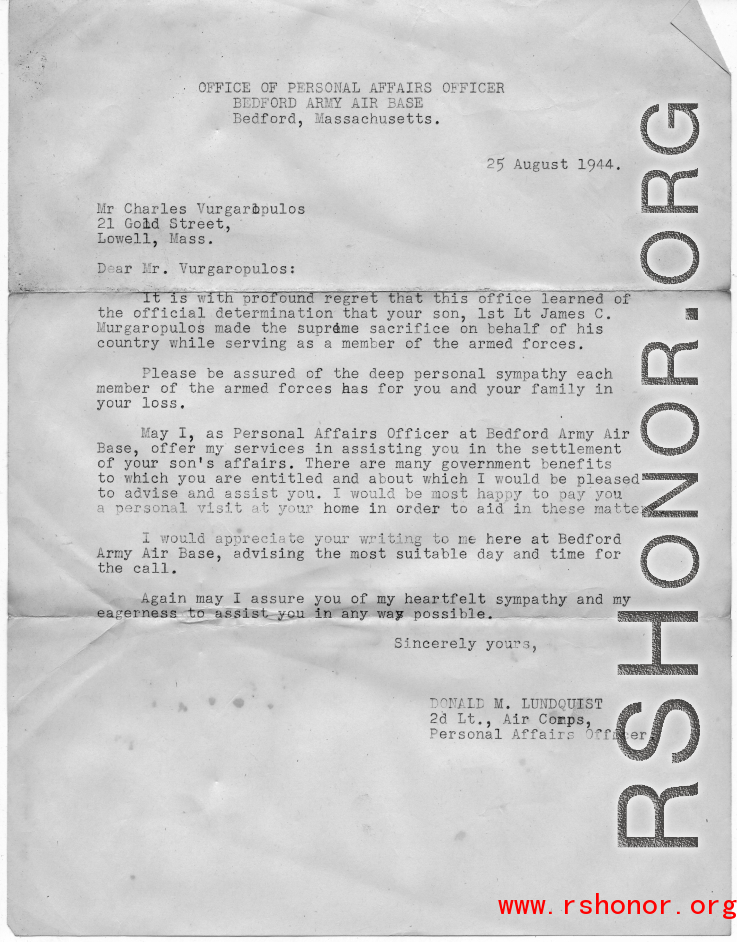 OFFICE OF PERSONAL AFFAIRS OFFICER
BEDFORD ARMY AIR BASE
Bedford, Massachusetts.
25 August 1944.
Mr Charles Vurgaropulos
21 Gold Street,
Lowell, Mass.
Dear Mr. Vurgaropulos:
It is with profound regret that this office learned of
the official determination that your son, 1st Lt James C.
Murgaropulos made the supreme sacrifice on behalf of his
country while serving as a member of the armed forces.
Please be assured of the deep personal sympathy each
member of the armed forces has for you and your family in
your loss.
May I, as Personal Affairs Officer at Bedford Army Air
Base, offer my services in assisting you in the settlement
of your son's affairs. There are many government benefits
to which you are entitled and about which I would be pleased
to advise and assist you. I would be most happy to pay you
a personal visit at your home in order to aid in these matte
I would appreciate your writing to me here at Bedford
Army Air Base, advising the most suitable day and time for
the call.
Again may I assure you of my heartfelt sympathy and my
eagerness to assist you in any way possible.
Sincerely yours,
DONALD M. LUNDQUIST
2d Lt., Air Comps,
Personal Affairs Officer.
RSHONOR.ORG
www.rshonor.org